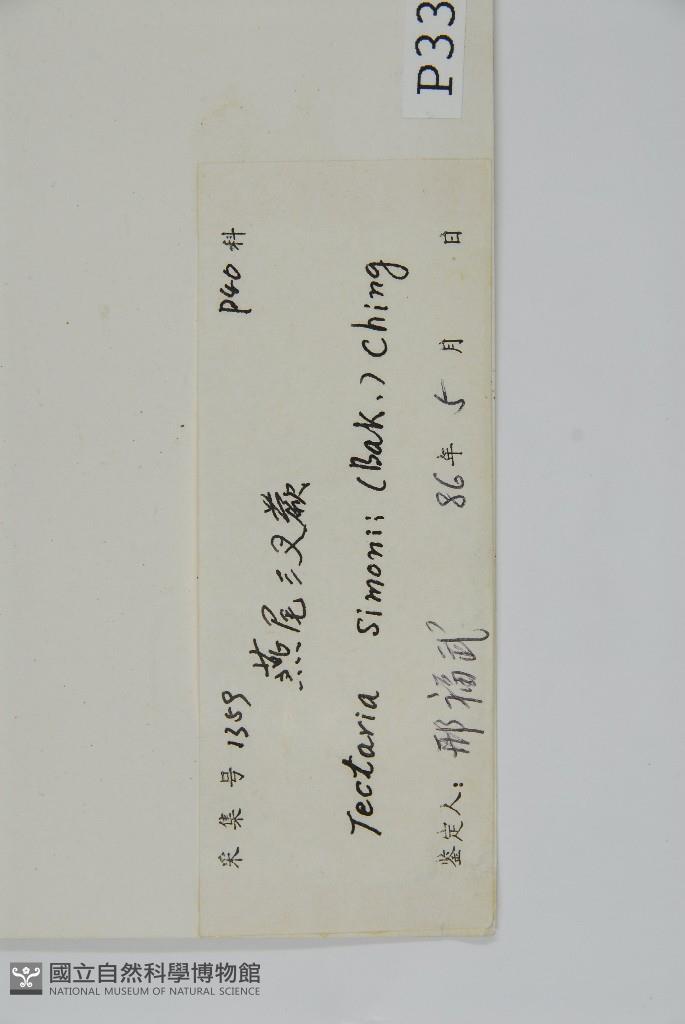 P33
采集号 1359 P40 科
燕尾三叉蕨
Tectaria Simonii (Bak.) Ching
鉴定人: 邢福武 86年 5月 日
國立自然科學博物館
NATIONAL MUSEUM OF NATURAL SCIENCE